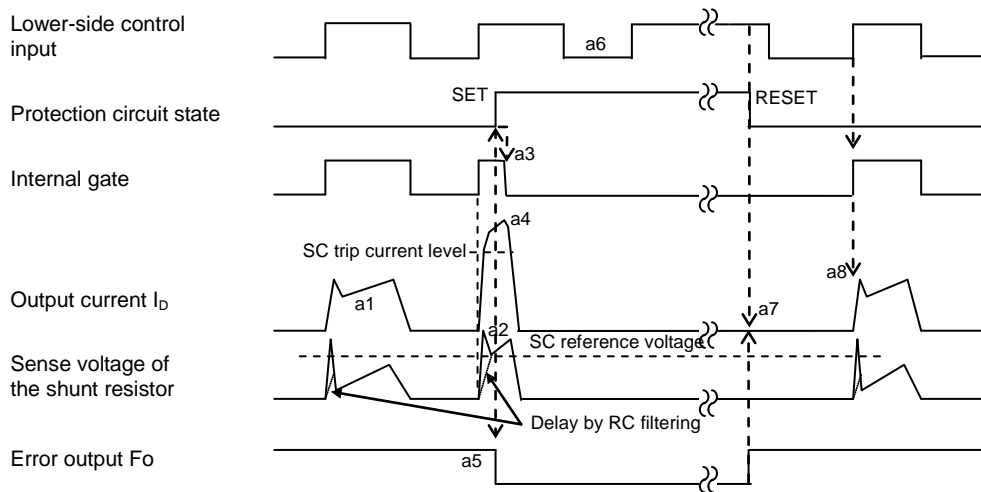 Lower-side control
input
a6
SET
RESET
Protection circuit state
a3
Internal gate
a4
SC trip current level
a8
Output current I_D
a1
a7
a2
SC reference voltage
Sense voltage of
the shunt resistor
Delay by RC filtering
Error output Fo
a5